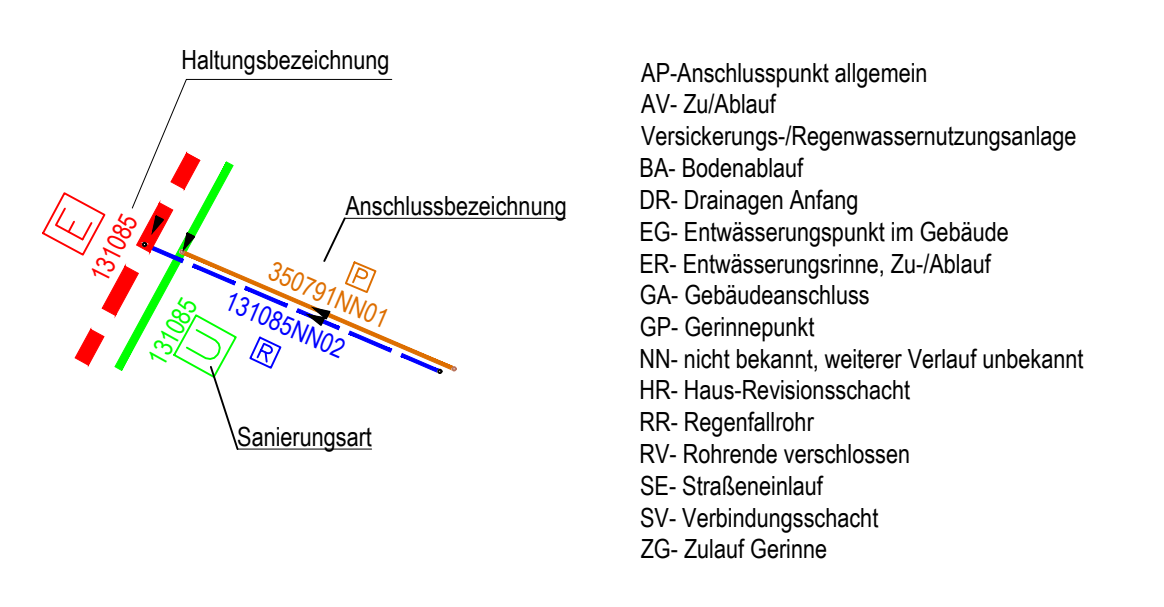 Haltungsbezeichnung
E
131085
Anschlussbezeichnung
P
350791NN01
131085NN02
R
131085
U
Sanierungsart
AP-Anschlusspunkt allgemein
AV- Zu/Ablauf
Versickerungs-/Regenwassernutzungsanlage
BA- Bodenablauf
DR- Drainagen Anfang
EG- Entwässerungspunkt im Gebäude
ER- Entwässerungsrinne, Zu-/Ablauf
GA- Gebäudeanschluss
GP- Gerinnepunkt
NN- nicht bekannt, weiterer Verlauf unbekannt
HR- Haus-Revisionsschacht
RR- Regenfallrohr
RV- Rohrende verschlossen
SE- Straßeneinlauf
SV- Verbindungsschacht
ZG- Zulauf Gerinne